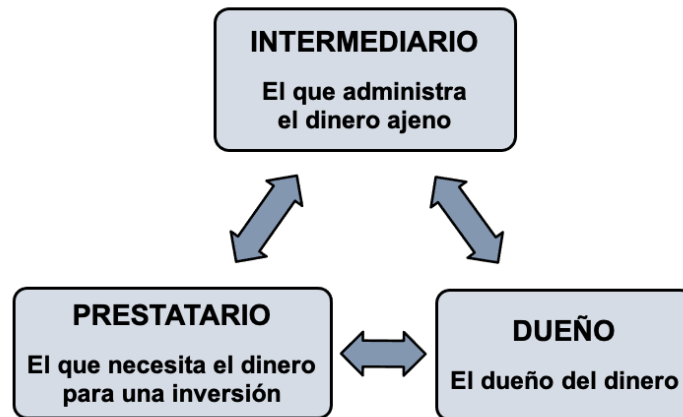 INTERMEDIARIO
El que administra
el dinero ajeno
PRESTATARIO
El que necesita el dinero
para una inversión
DUEÑO
El dueño del dinero